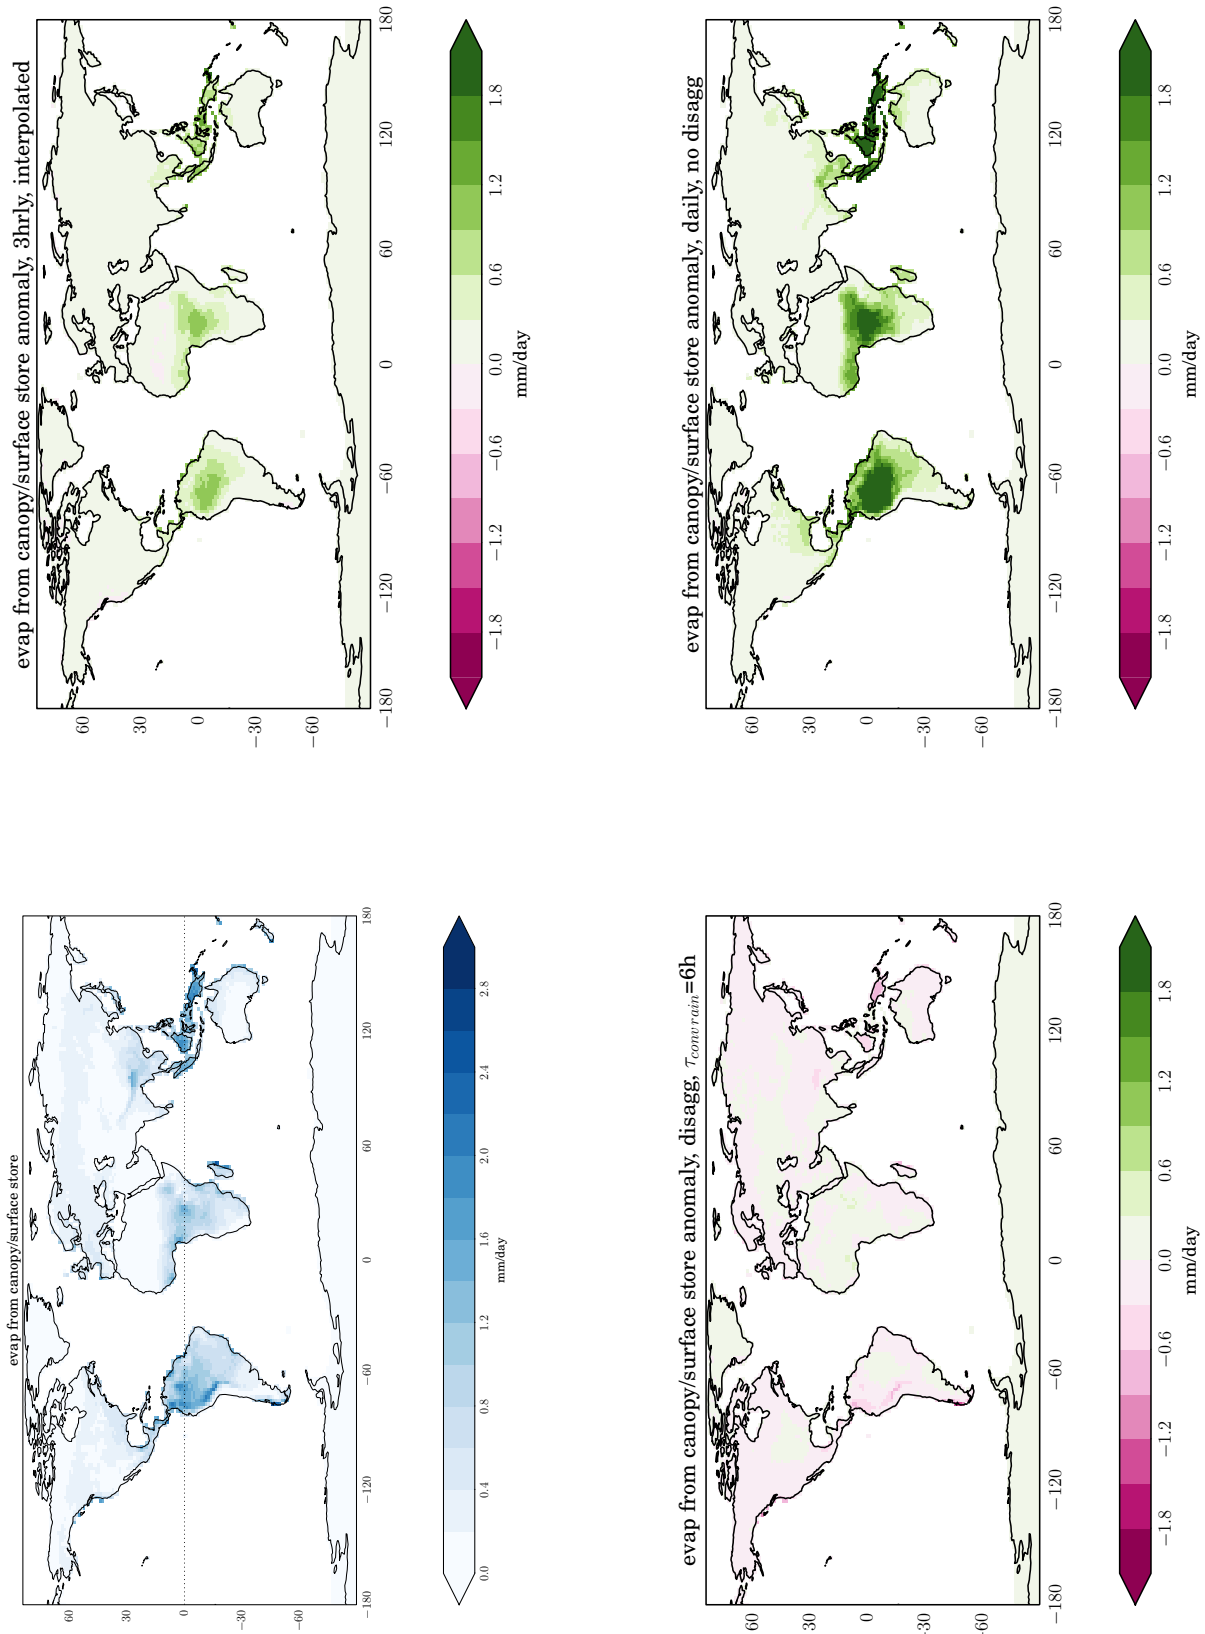 evap from canopy/surface store
60
30
0
−30
−60
−180 −120 −60 0 60 120 180
0.0 0.4 0.8 1.2 1.6 2.0 2.4 2.8
mm/day
evap from canopy/surface store anomaly, 3hrly, interpolated
60
30
0
−30
−60
−180 −120 −60 0 60 120 180
−1.8 −1.2 −0.6 0.0 0.6 1.2 1.8
mm/day
evap from canopy/surface store anomaly, disagg, τconvrain=6h
60
30
0
−30
−60
−180 −120 −60 0 60 120 180
−1.8 −1.2 −0.6 0.0 0.6 1.2 1.8
mm/day
evap from canopy/surface store anomaly, daily, no disagg
60
30
0
−30
−60
−180 −120 −60 0 60 120 180
−1.8 −1.2 −0.6 0.0 0.6 1.2 1.8
mm/day